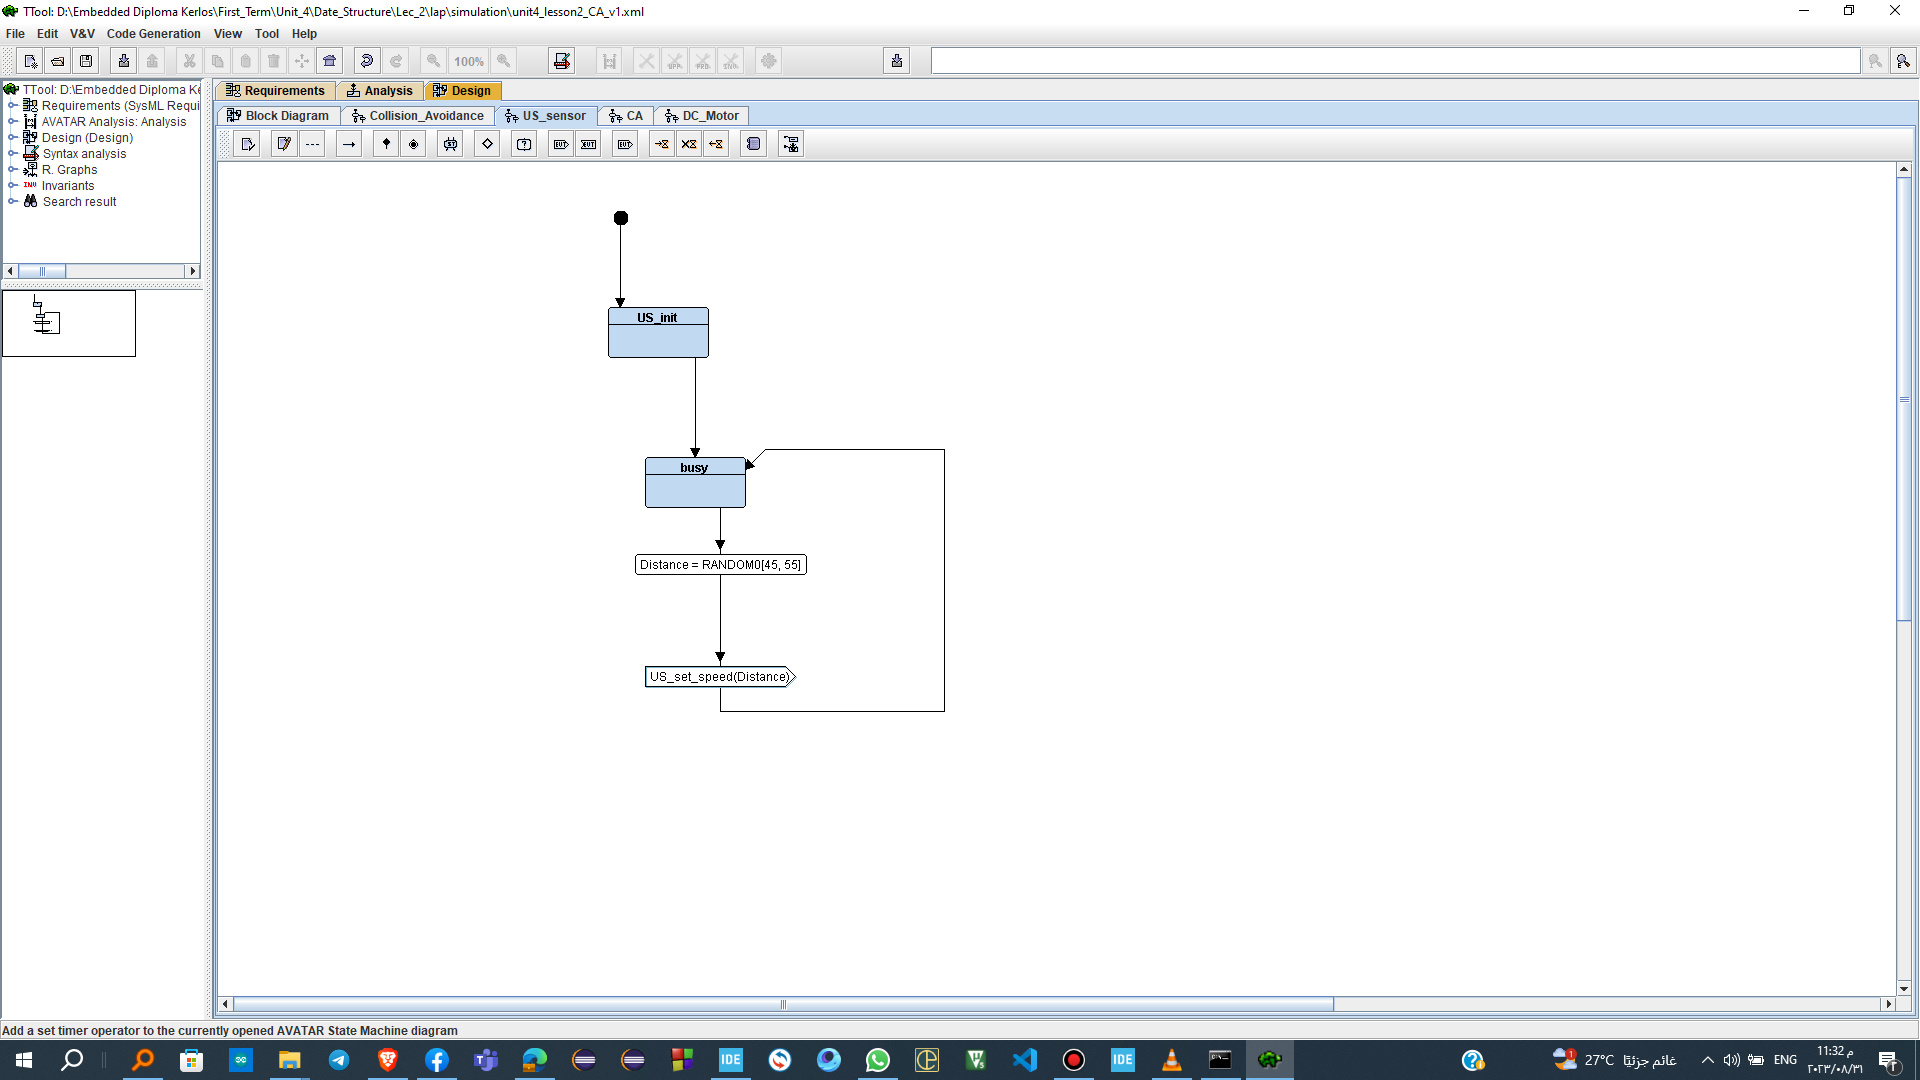 TTool: D:\Embedded Diploma Kerlos\First_Term\Unit_4\Date_Structure\Lec_2\lap\simulation\unit4_lesson2_CA_v1.xml
File Edit V&V Code Generation View Tool Help
100%
TTool: D:\Embedded Diploma Ke
Requirements (SysML Requi
AVATAR Analysis: Analysis
Design (Design)
Syntax analysis
R. Graphs
INV Invariants
Search result
Requirements Analysis Design
Block Diagram Collision_Avoidance US_sensor CA DC_Motor
US_init
busy
Distance = RANDOM0[45, 55]
US_set_speed(Distance)
Add a set timer operator to the currently opened AVATAR State Machine diagram
IDE IDE
1 27°C غائم جزئيًا ENG
11:32 م
٢٠٢٣/٠٨/٣١